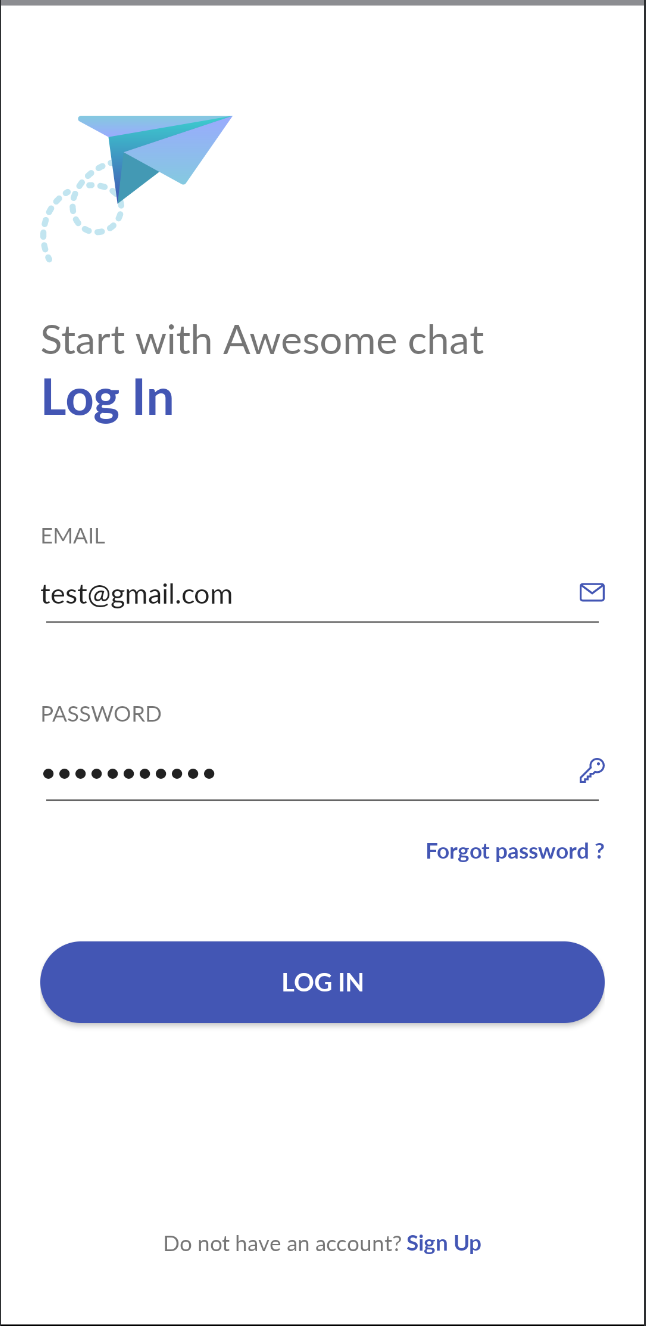 Start with Awesome chat
Log In
EMAIL
test@gmail.com
PASSWORD
•••••••••••
Forgot password ?
LOG IN
Do not have an account? Sign Up